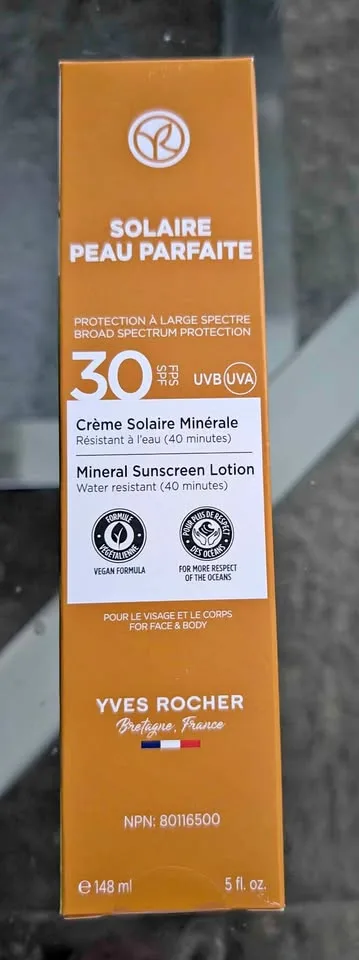 SOLAIRE
PEAU PARFAITE
PROTECTION À LARGE SPECTRE
BROAD SPECTRUM PROTECTION
30 FPS SPF UVB UVA
Crème Solaire Minérale
Résistant à l'eau (40 minutes)
Mineral Sunscreen Lotion
Water resistant (40 minutes)
FORMULE VÉGÉTALIENNE
VEGAN FORMULA
POUR PLUS DE RESPECT DES OCÉANS
FOR MORE RESPECT
OF THE OCEANS
POUR LE VISAGE ET LE CORPS
FOR FACE & BODY
YVES ROCHER
Bretagne, France
NPN: 80116500
℮ 148 ml 5 fl. oz.